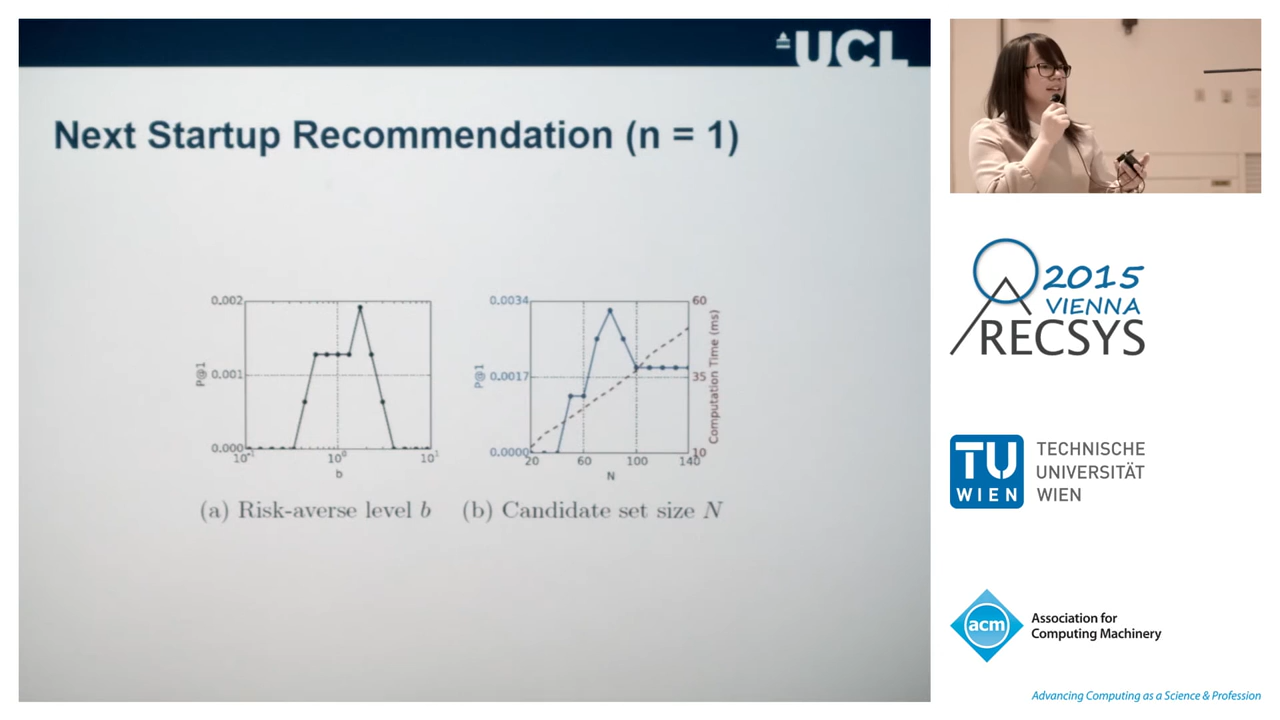 UCL
Next Startup Recommendation (n = 1)
0.002
0.001
0.000
P@1
10⁻¹
10⁰
10¹
b
(a) Risk-averse level b
0.0034
0.0017
0.0000
P@1
20
60
100
140
N
60
35
10
Computation Time (ms)
(b) Candidate set size N
2015
VIENNA
RECSYS
TU
WIEN
TECHNISCHE
UNIVERSITÄT
WIEN
acm
Association for
Computing Machinery
Advancing Computing as a Science & Profession